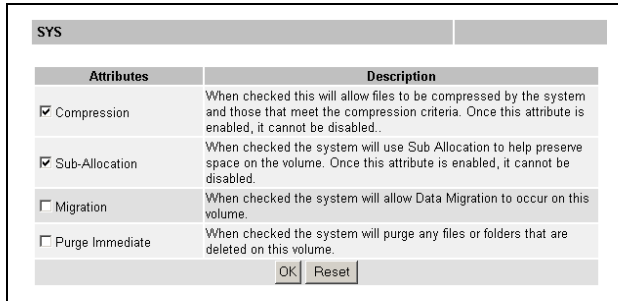 SYS
Attributes Description
Compression
When checked this will allow files to be compressed by the system
and those that meet the compression criteria. Once this attribute is
enabled, it cannot be disabled..
Sub-Allocation
When checked the system will use Sub Allocation to help preserve
space on the volume. Once this attribute is enabled, it cannot be
disabled.
Migration
When checked the system will allow Data Migration to occur on this
volume.
Purge Immediate
When checked the system will purge any files or folders that are
deleted on this volume.
OK Reset